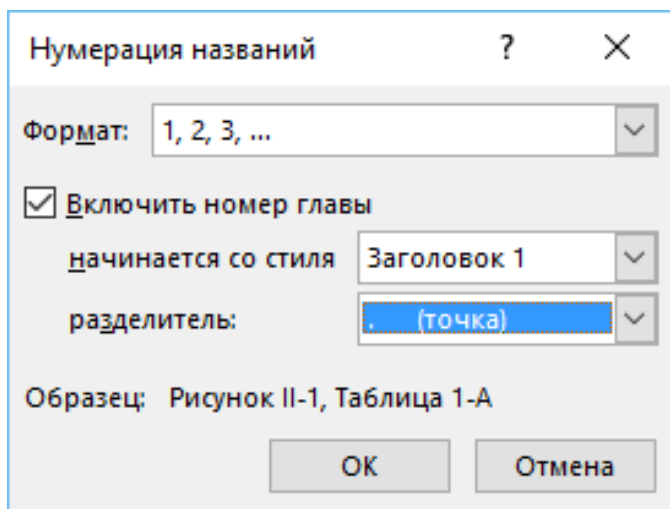 Нумерация названий ? ×
Формат: 1, 2, 3, ...
Включить номер главы
начинается со стиля Заголовок 1
разделитель: . (точка)
Образец: Рисунок II-1, Таблица 1-A
ОК Отмена